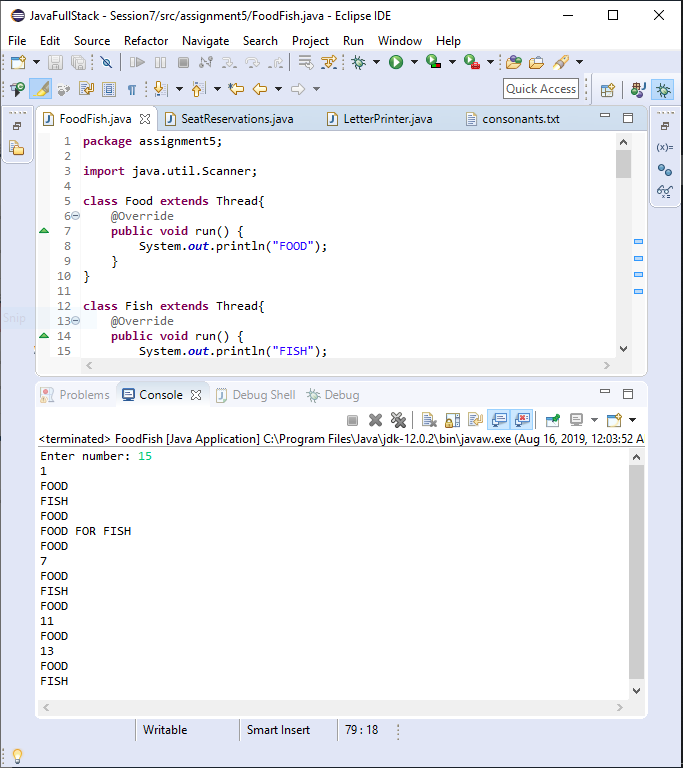 JavaFullStack - Session7/src/assignment5/FoodFish.java - Eclipse IDE
File Edit Source Refactor Navigate Search Project Run Window Help
Quick Access
FoodFish.java SeatReservations.java LetterPrinter.java consonants.txt
1 package assignment5;
2
3 import java.util.Scanner;
4
5 class Food extends Thread{
6 @Override
7 public void run() {
8 System.out.println("FOOD");
9 }
10 }
11
12 class Fish extends Thread{
13 @Override
14 public void run() {
15 System.out.println("FISH");
Snip
Problems Console Debug Shell Debug
<terminated> FoodFish [Java Application] C:\Program Files\Java\jdk-12.0.2\bin\javaw.exe (Aug 16, 2019, 12:03:52 A
Enter number: 15
1
FOOD
FISH
FOOD
FOOD FOR FISH
FOOD
7
FOOD
FISH
FOOD
11
FOOD
13
FOOD
FISH
Writable Smart Insert 79 : 18